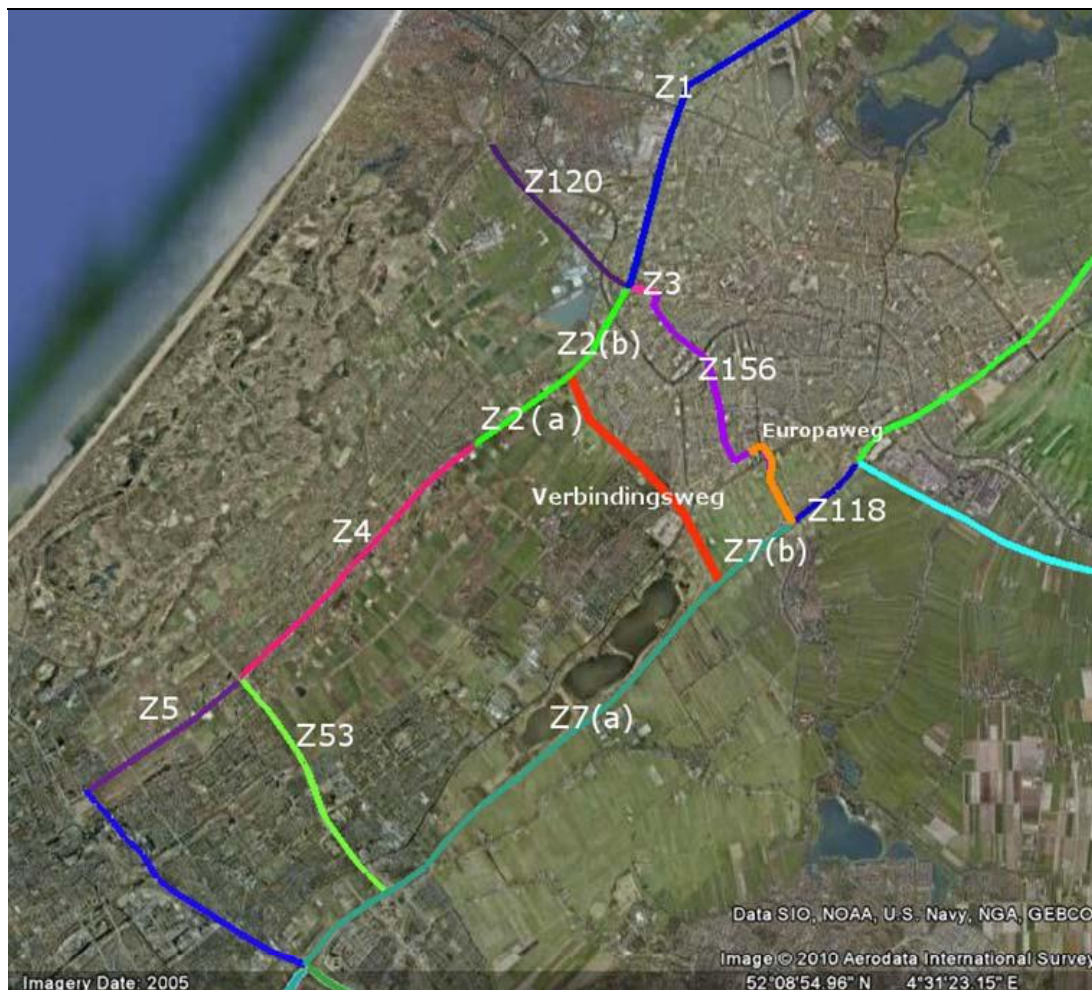 Z1
Z120
Z3
Z2(b)
Z156
Z2(a)
Europaweg
Verbindingsweg
Z118
Z4
Z7(b)
Z5
Z53
Z7(a)
Data SIO, NOAA, U.S. Navy, NGA, GEBCO
Image © 2010 Aerodata International Survey
Imagery Date: 2005
52°08'54.96" N 4°31'23.15" E